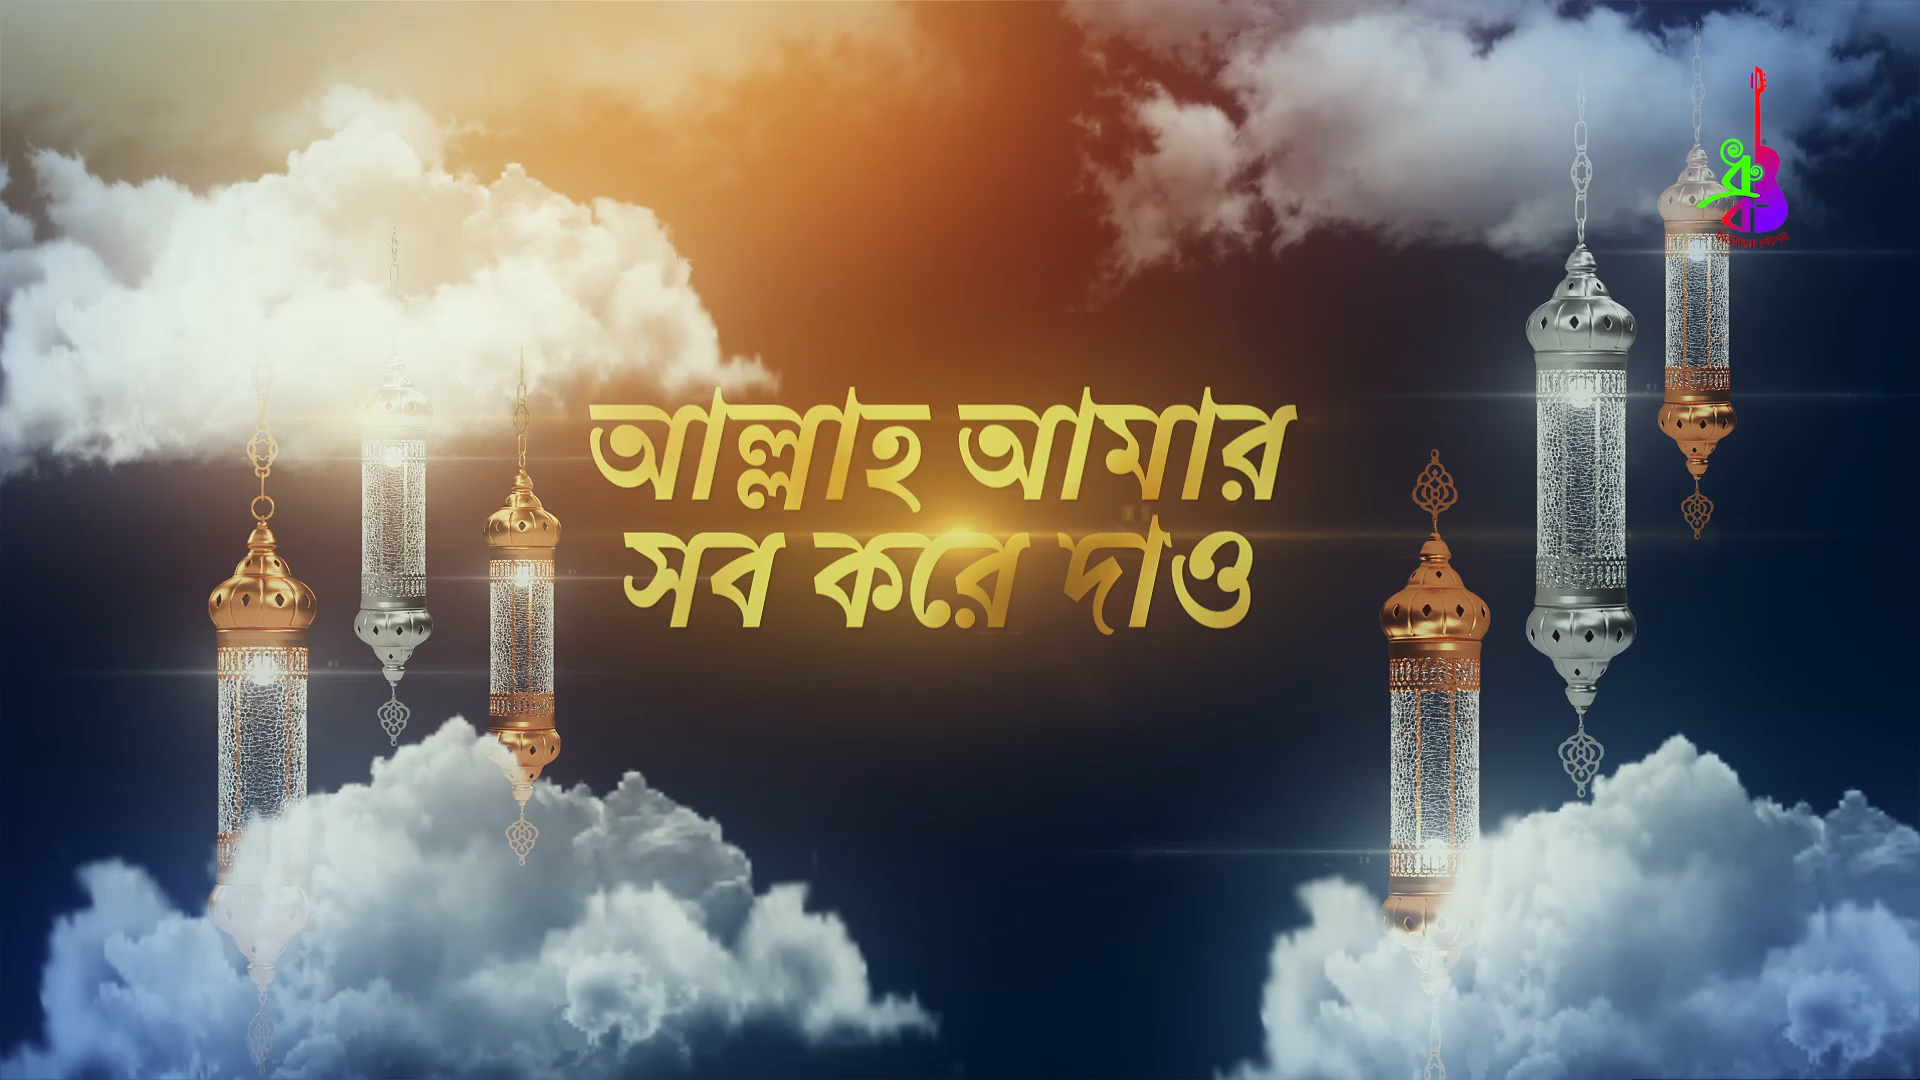 আল্লাহ আমার
সব করে দাও